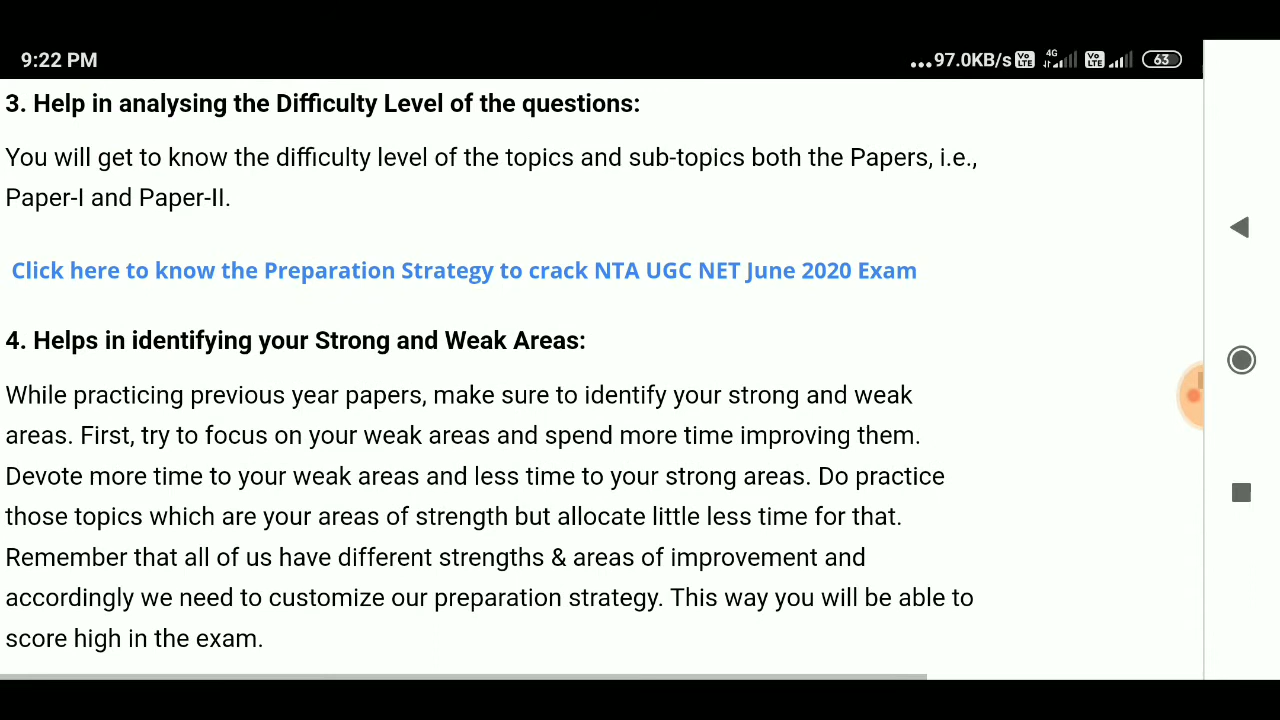 9:22 PM
...97.0KB/s Vo LTE 4G Vo LTE 63
3. Help in analysing the Difficulty Level of the questions:
You will get to know the difficulty level of the topics and sub-topics both the Papers, i.e.,
Paper-I and Paper-II.
Click here to know the Preparation Strategy to crack NTA UGC NET June 2020 Exam
4. Helps in identifying your Strong and Weak Areas:
While practicing previous year papers, make sure to identify your strong and weak
areas. First, try to focus on your weak areas and spend more time improving them.
Devote more time to your weak areas and less time to your strong areas. Do practice
those topics which are your areas of strength but allocate little less time for that.
Remember that all of us have different strengths & areas of improvement and
accordingly we need to customize our preparation strategy. This way you will be able to
score high in the exam.